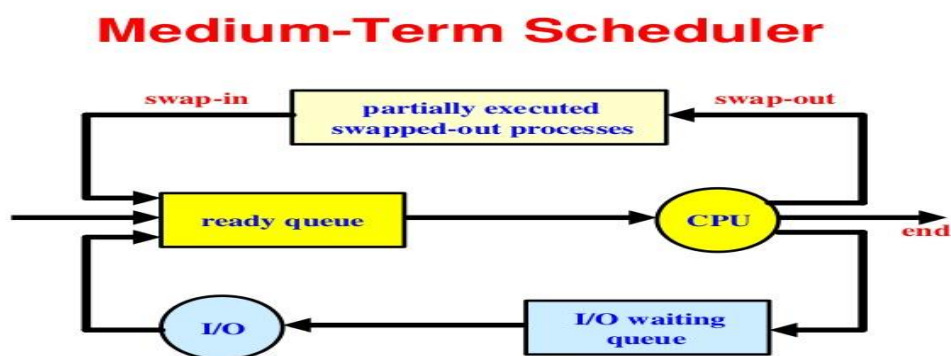 Medium-Term Scheduler
swap-in
partially executed
swapped-out processes
swap-out
ready queue
CPU
end
I/O
I/O waiting
queue